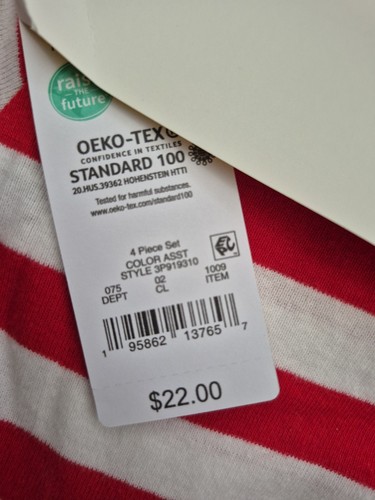 raise
THE
future
OEKO-TEX®
CONFIDENCE IN TEXTILES
STANDARD 100
20.HUS.39362 HOHENSTEIN HTTI
Tested for harmful substances.
www.oeko-tex.com/standard100
4 Piece Set
COLOR ASST
STYLE 3P919310
075 02 1009
DEPT CL ITEM
1 95862 13765 7
$22.00